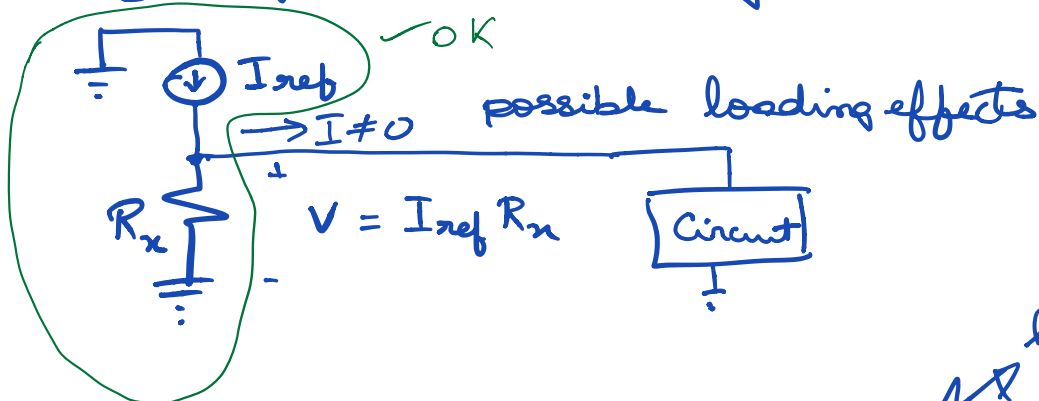 ✓OK
Iref
possible loading effects
→ I ≠ 0
+
Rx
V = Iref Rx
Circuit
-